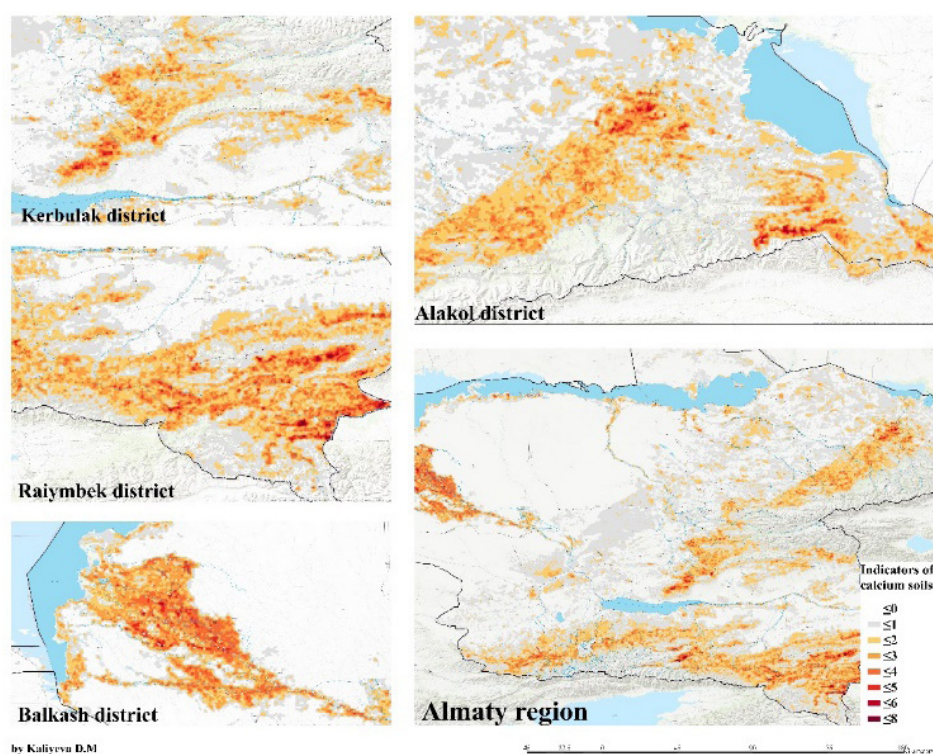 Kerbulak district
Alakol district
Raiymbek district
Balkash district
Almaty region
Indicators of
calcium soils
≤0
≤1
≤2
≤3
≤4
≤5
≤6
≤8
by Kaliyeva D.M
0